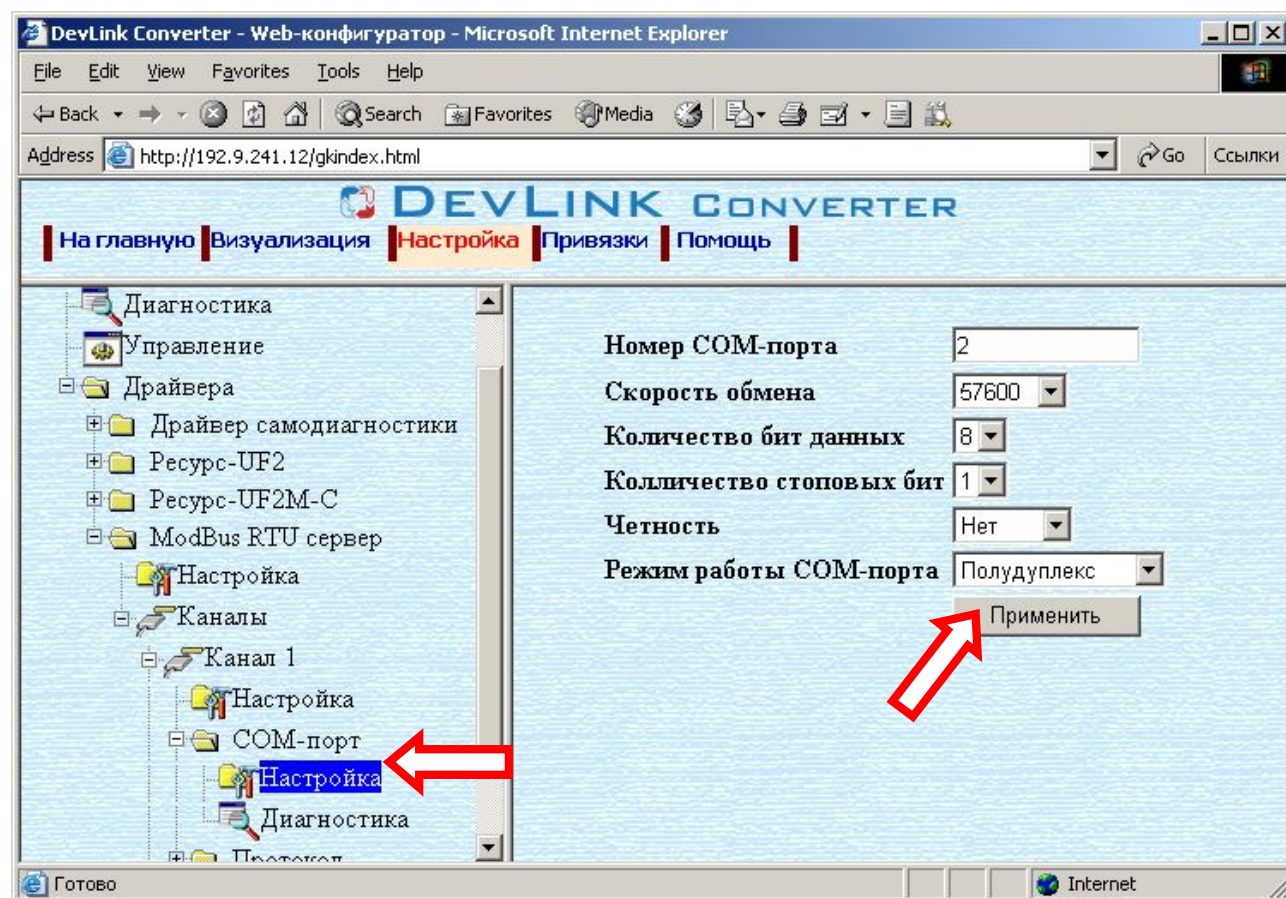 DevLink Converter - Web-конфигуратор - Microsoft Internet Explorer
File Edit View Favorites Tools Help
Back Search Favorites Media
Address http://192.9.241.12/gkindex.html Go Ссылки
DEVLINK CONVERTER
На главную Визуализация Настройка Привязки Помощь
Диагностика
Управление
Драйвера
Драйвер самодиагностики
Ресурс-UF2
Ресурс-UF2M-C
ModBus RTU сервер
Настройка
Каналы
Канал 1
Настройка
COM-порт
Настройка
Диагностика
Протокол
Номер COM-порта 2
Скорость обмена 57600
Количество бит данных 8
Колличество стоповых бит 1
Четность Нет
Режим работы COM-порта Полудуплекс
Применить
Готово Internet